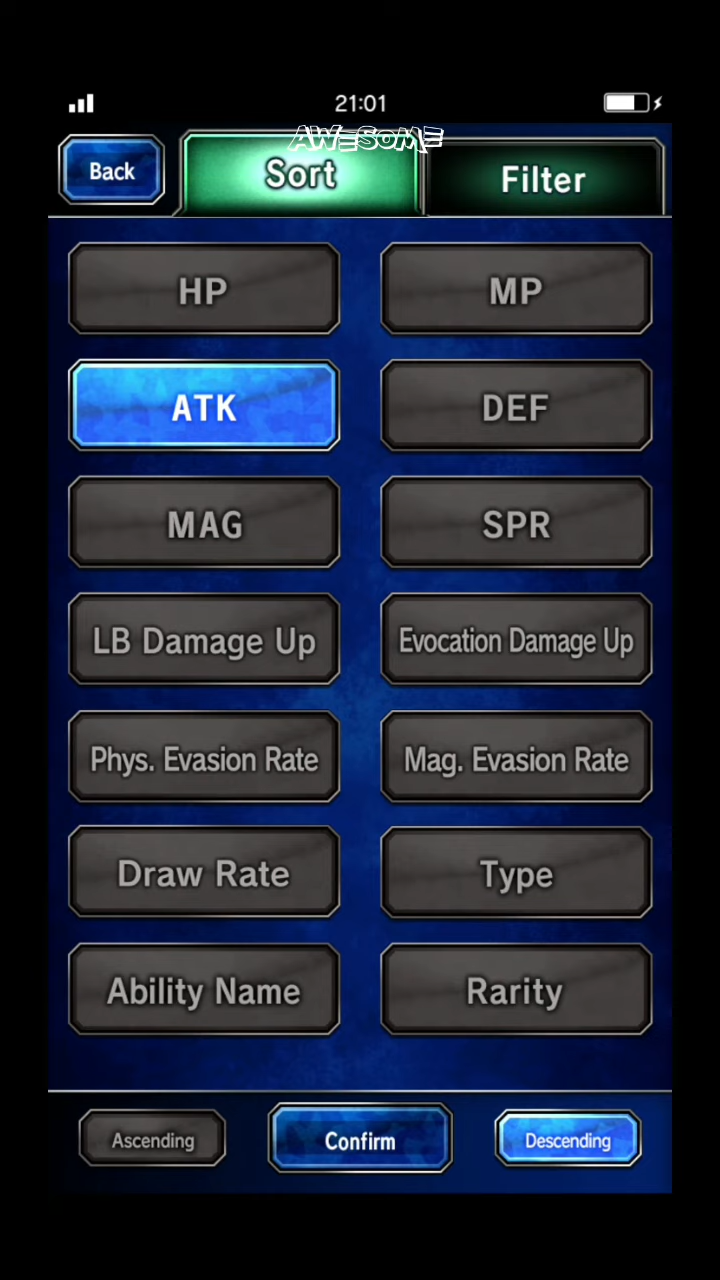 21:01
AWESOME
Back
Sort
Filter
HP
MP
ATK
DEF
MAG
SPR
LB Damage Up
Evocation Damage Up
Phys. Evasion Rate
Mag. Evasion Rate
Draw Rate
Type
Ability Name
Rarity
Ascending
Confirm
Descending